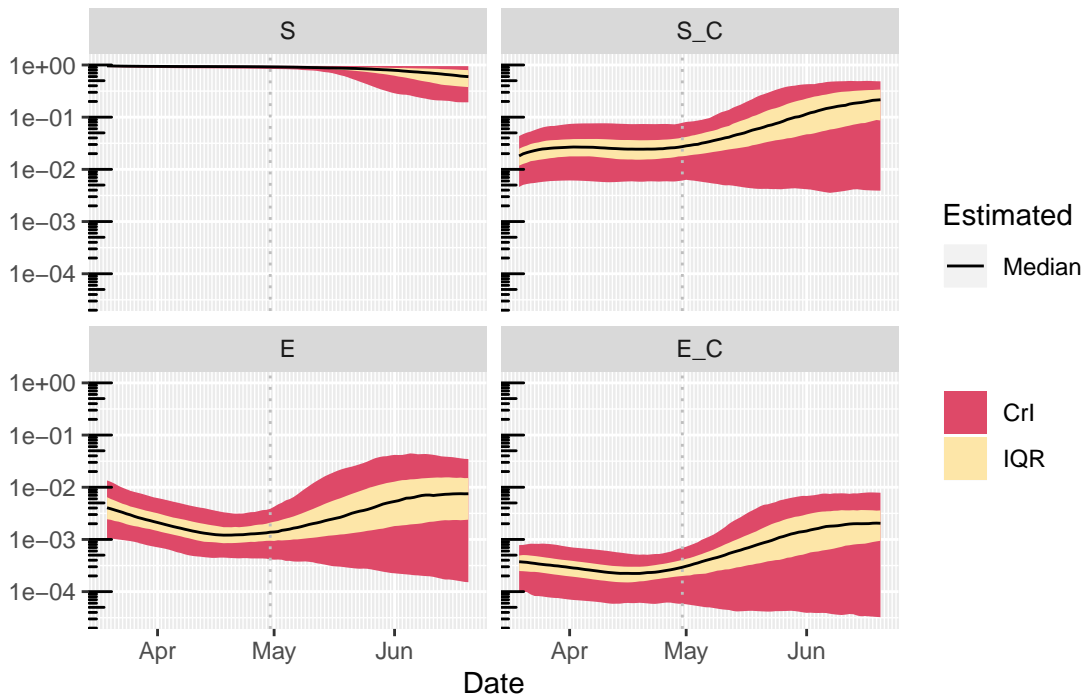 S
S_C
1e+00
1e−01
1e−02
1e−03
1e−04
E
E_C
1e+00
1e−01
1e−02
1e−03
1e−04
Apr
May
Jun
Apr
May
Jun
Date
Estimated
Median
CrI
IQR